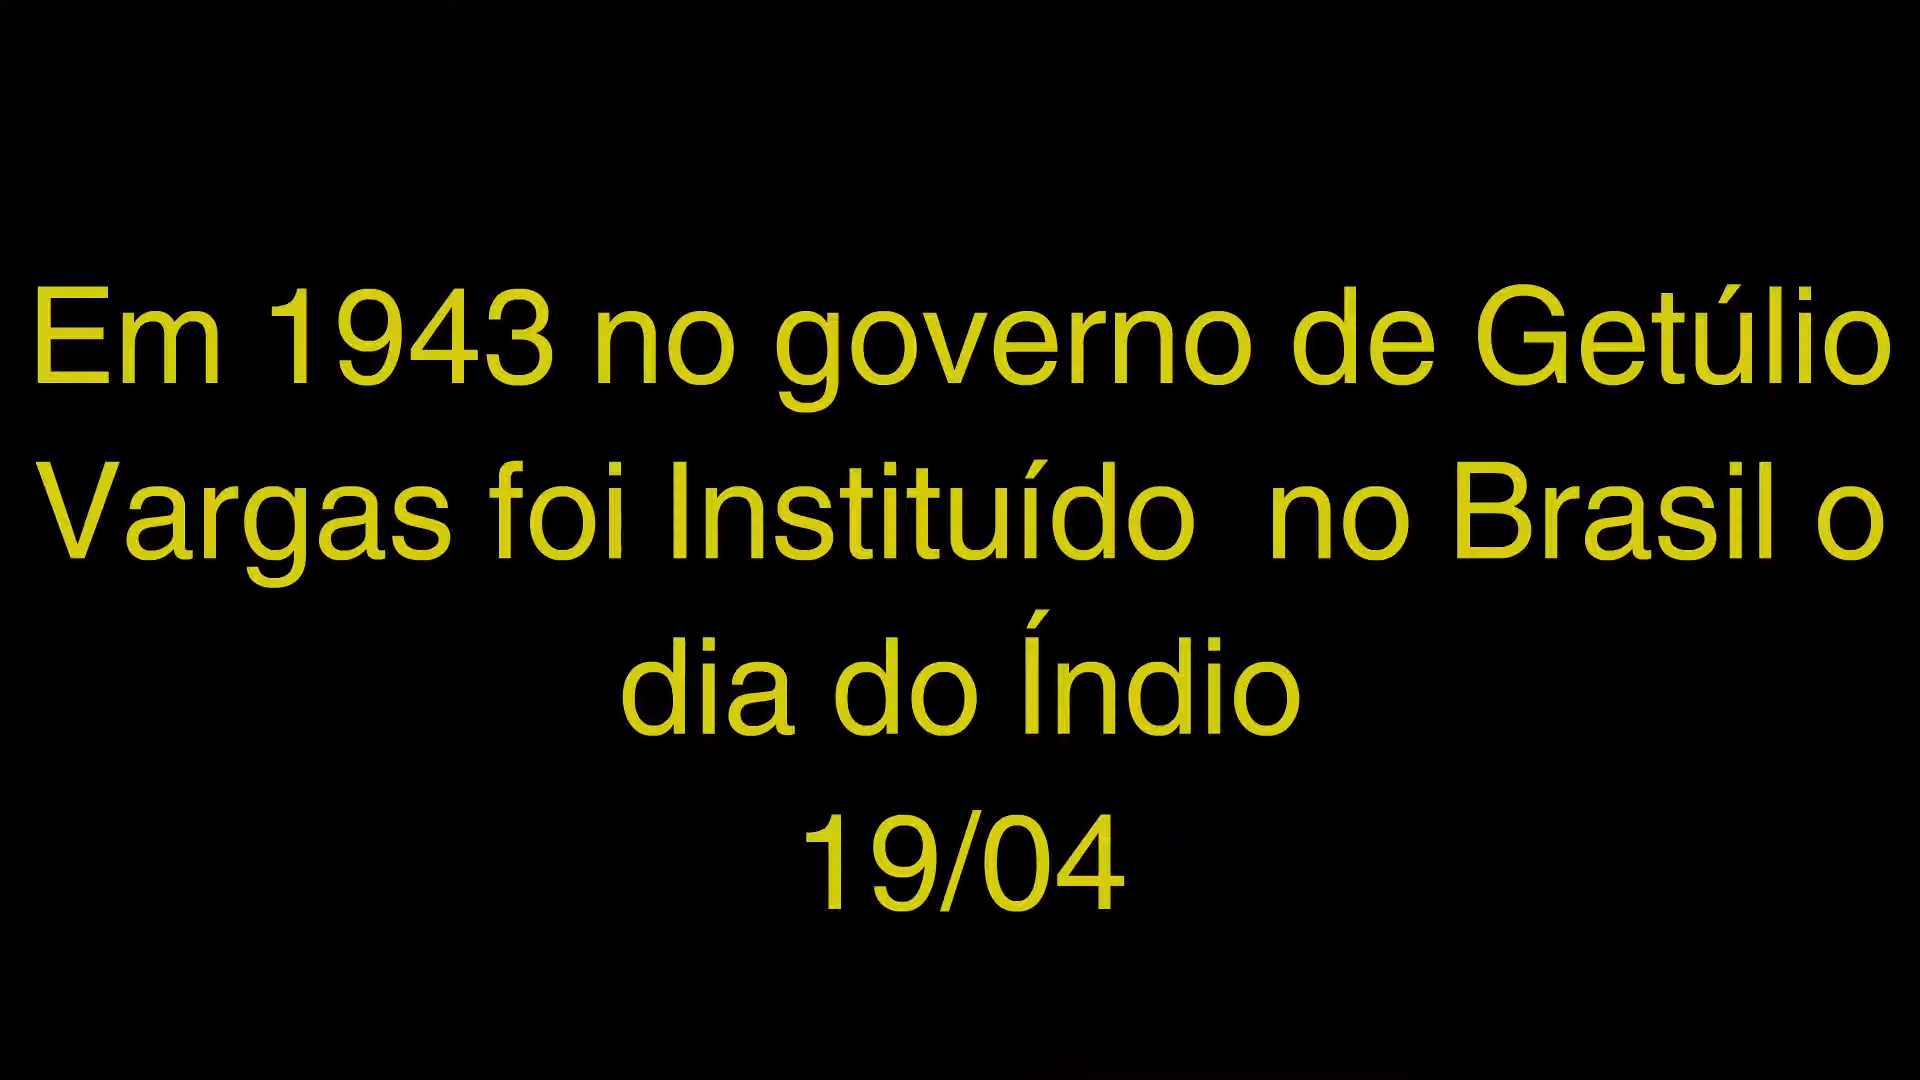 Em 1943 no governo de Getúlio
Vargas foi Instituído  no Brasil o
dia do Índio
19/04